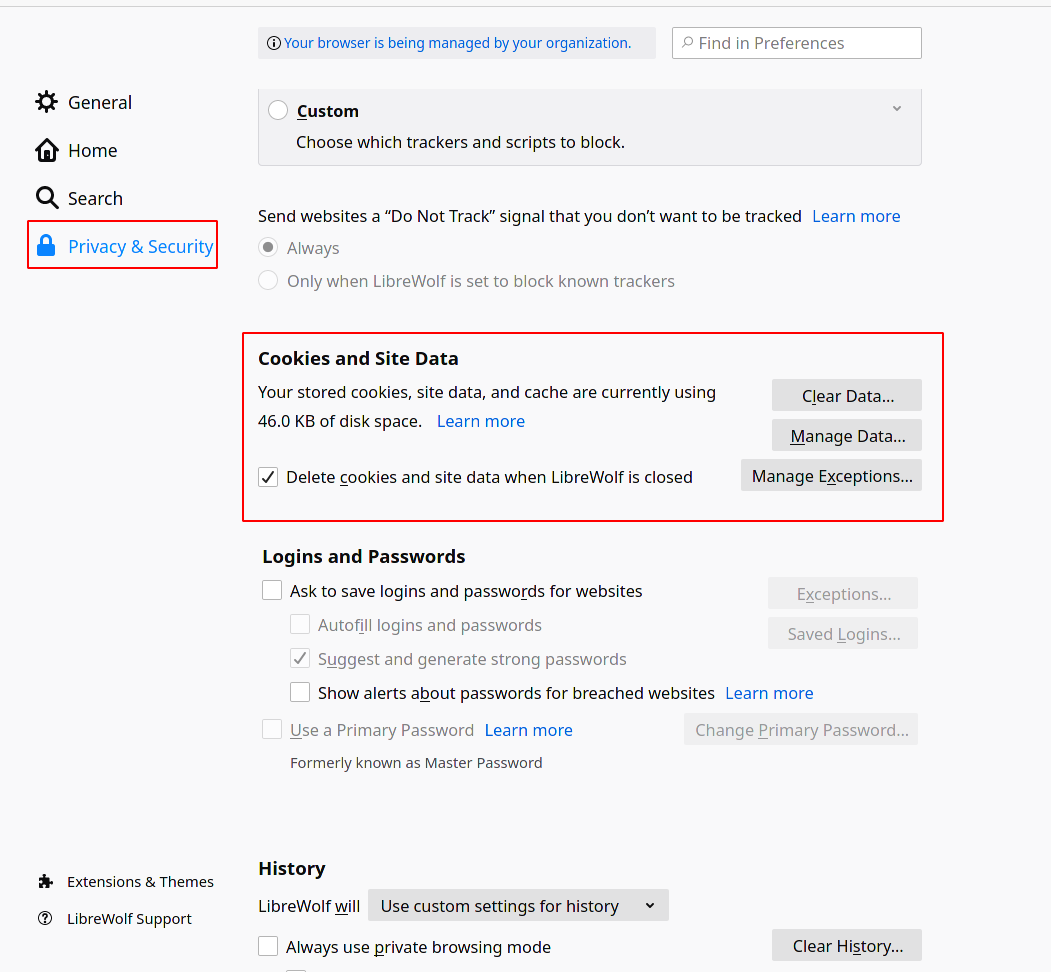 Your browser is being managed by your organization.
Find in Preferences
General
Home
Search
Privacy & Security
Custom
Choose which trackers and scripts to block.
Send websites a “Do Not Track” signal that you don’t want to be tracked Learn more
Always
Only when LibreWolf is set to block known trackers
Cookies and Site Data
Your stored cookies, site data, and cache are currently using
46.0 KB of disk space. Learn more
Clear Data...
Manage Data...
Delete cookies and site data when LibreWolf is closed
Manage Exceptions...
Logins and Passwords
Ask to save logins and passwords for websites
Exceptions...
Autofill logins and passwords
Saved Logins...
Suggest and generate strong passwords
Show alerts about passwords for breached websites Learn more
Use a Primary Password Learn more
Change Primary Password...
Formerly known as Master Password
Extensions & Themes
LibreWolf Support
History
LibreWolf will Use custom settings for history
Always use private browsing mode
Clear History...